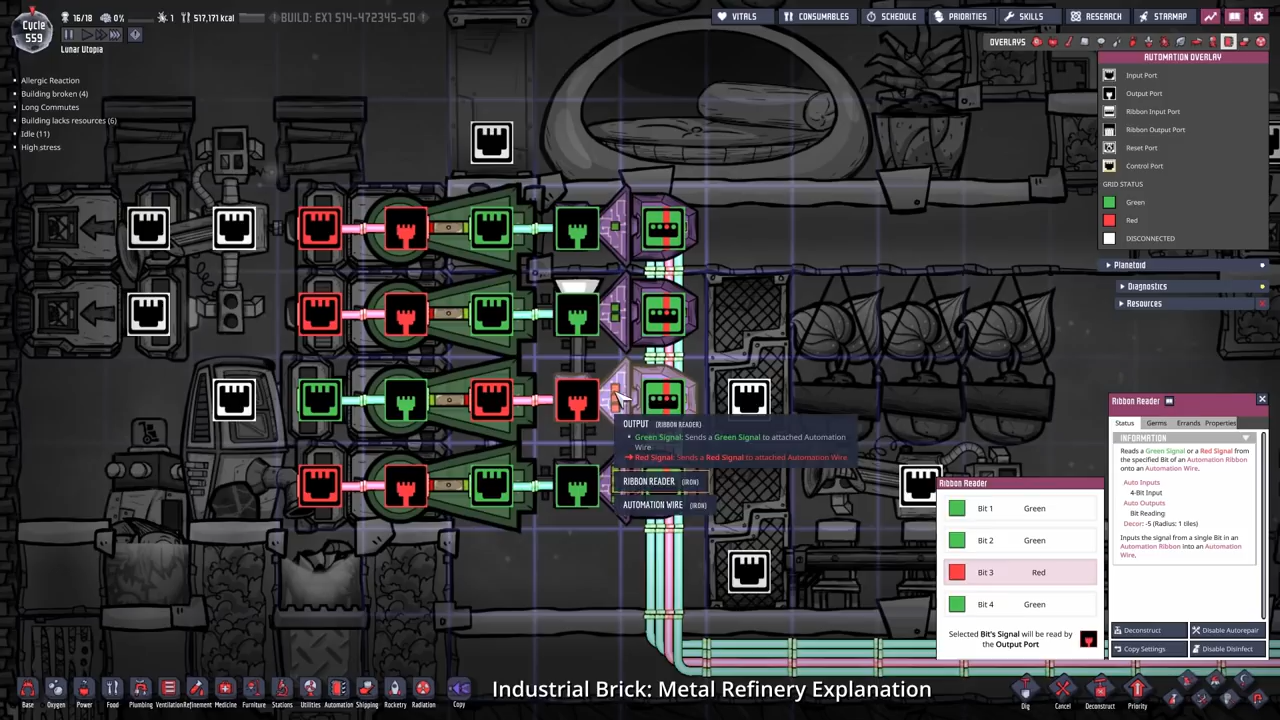 Cycle
559
16/18
0%
1
517,171 kcal
BUILD: EX1 S14-472345-SD
Lunar Utopia
VITALS
CONSUMABLES
SCHEDULE
PRIORITIES
SKILLS
RESEARCH
STARMAP
OVERLAYS
Allergic Reaction
Building broken (4)
Long Commutes
Building lacks resources (6)
Idle (11)
High stress
AUTOMATION OVERLAY
Input Port
Output Port
Ribbon Input Port
Ribbon Output Port
Reset Port
Control Port
GRID STATUS
Green
Red
DISCONNECTED
Planetoid
Diagnostics
Resources
OUTPUT (RIBBON READER)
• Green Signal: Sends a Green Signal to attached Automation
Wire
Red Signal: Sends a Red Signal to attached Automation Wire
RIBBON READER (IRON)
AUTOMATION WIRE (IRON)
Ribbon Reader
Bit 1 Green
Bit 2 Green
Bit 3 Red
Bit 4 Green
Selected Bit's Signal will be read by
the Output Port
Ribbon Reader
Status Germs Errands Properties
INFORMATION
Reads a Green Signal or a Red Signal from
the specified Bit of an Automation Ribbon
onto an Automation Wire.
Auto Inputs
4-Bit Input
Auto Outputs
Bit Reading
Decor: -5 (Radius: 1 tiles)
Inputs the signal from a single Bit in an
Automation Ribbon into an Automation
Wire.
Deconstruct
Disable Autorepair
Copy Settings
Disable Disinfect
Industrial Brick: Metal Refinery Explanation
Base
Oxygen
Power
Food
Plumbing
Ventilation
Refinement
Medicine
Furniture
Stations
Utilities
Automation
Shipping
Rocketry
Radiation
Copy
Dig
Cancel
Deconstruct
Priority